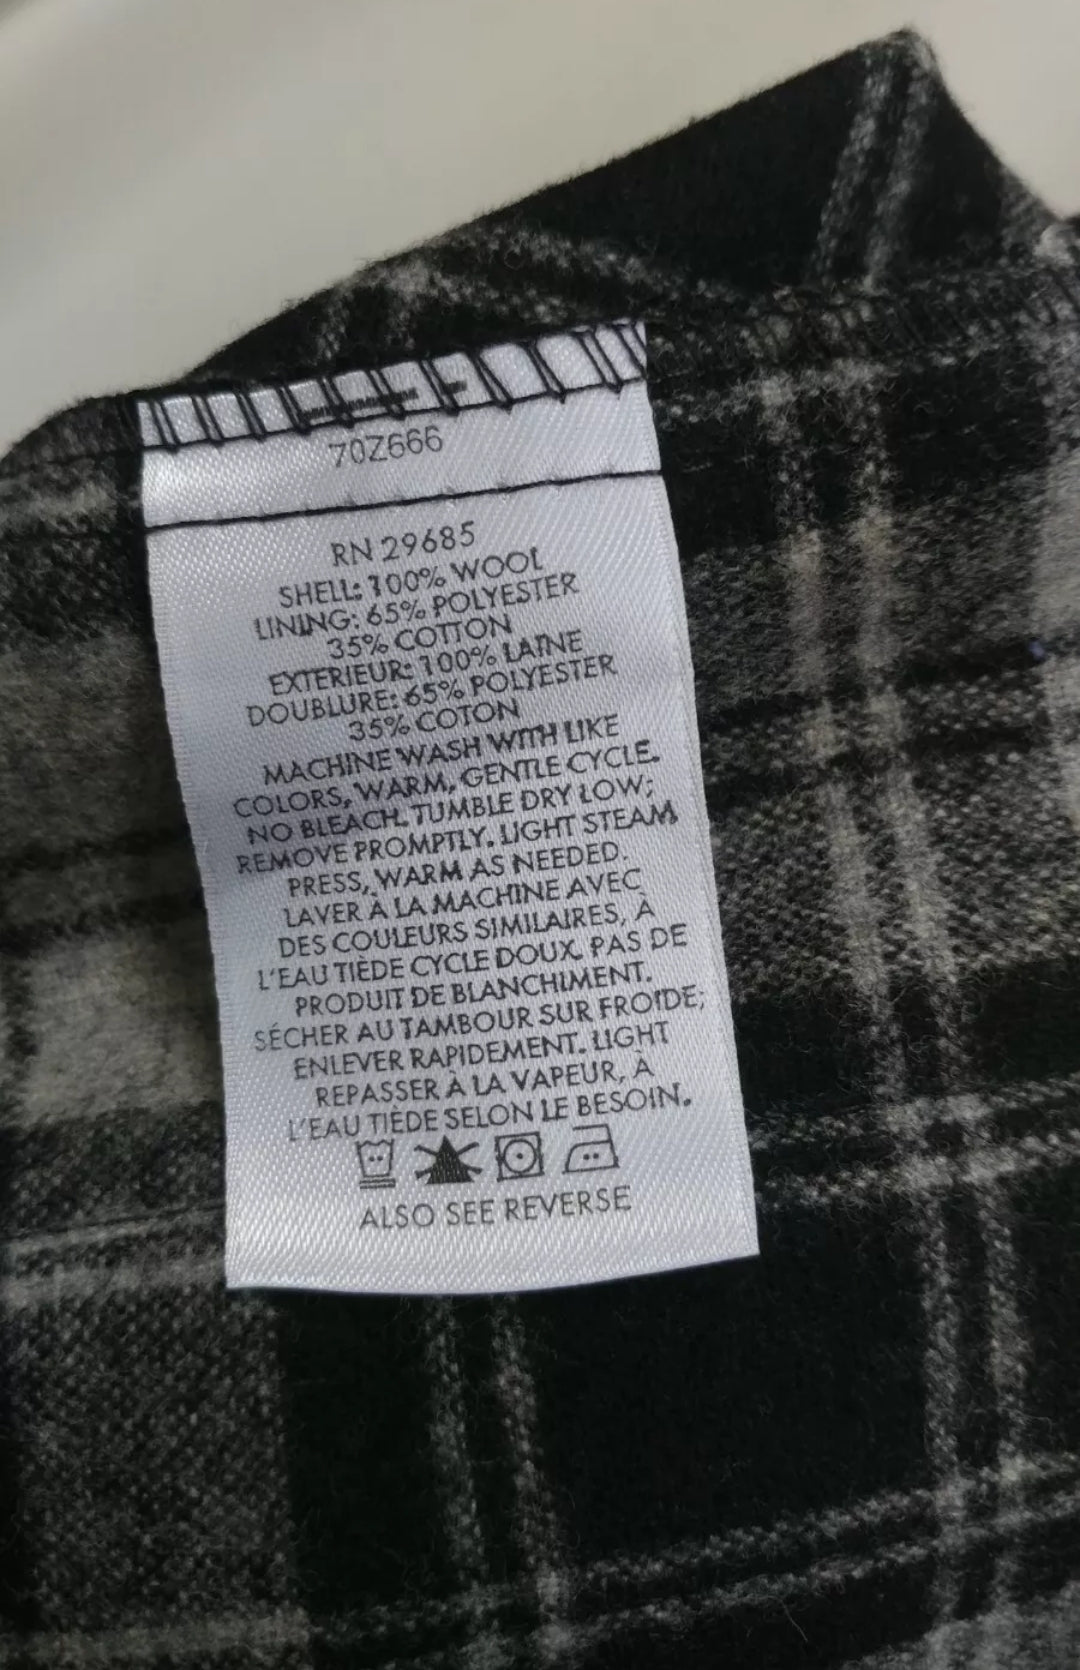 70Z666
RN 29685
SHELL: 100% WOOL
LINING: 65% POLYESTER
35% COTTON
EXTERIEUR: 100% LAINE
DOUBLURE: 65% POLYESTER
35% COTON
MACHINE WASH WITH LIKE
COLORS, WARM, GENTLE CYCLE.
NO BLEACH. TUMBLE DRY LOW;
REMOVE PROMPTLY. LIGHT STEAM
PRESS, WARM AS NEEDED.
LAVER À LA MACHINE AVEC
DES COULEURS SIMILAIRES, À
L'EAU TIÈDE CYCLE DOUX. PAS DE
PRODUIT DE BLANCHIMENT.
SÉCHER AU TAMBOUR SUR FROIDE;
ENLEVER RAPIDEMENT. LIGHT
REPASSER À LA VAPEUR, À
L'EAU TIÈDE SELON LE BESOIN.
ALSO SEE REVERSE